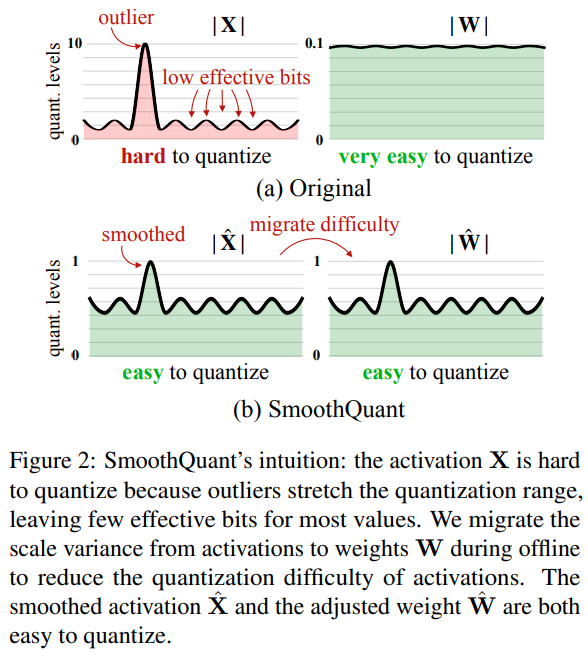 outlier
|X|
|W|
10
low effective bits
quant. levels
0
0.1
0
hard to quantize
very easy to quantize
(a) Original
smoothed
|X̂|
migrate difficulty
|Ŵ|
1
quant. levels
0
1
0
easy to quantize
easy to quantize
(b) SmoothQuant
Figure 2: SmoothQuant's intuition: the activation X is hard
to quantize because outliers stretch the quantization range,
leaving few effective bits for most values. We migrate the
scale variance from activations to weights W during offline
to reduce the quantization difficulty of activations. The
smoothed activation X̂ and the adjusted weight Ŵ are both
easy to quantize.